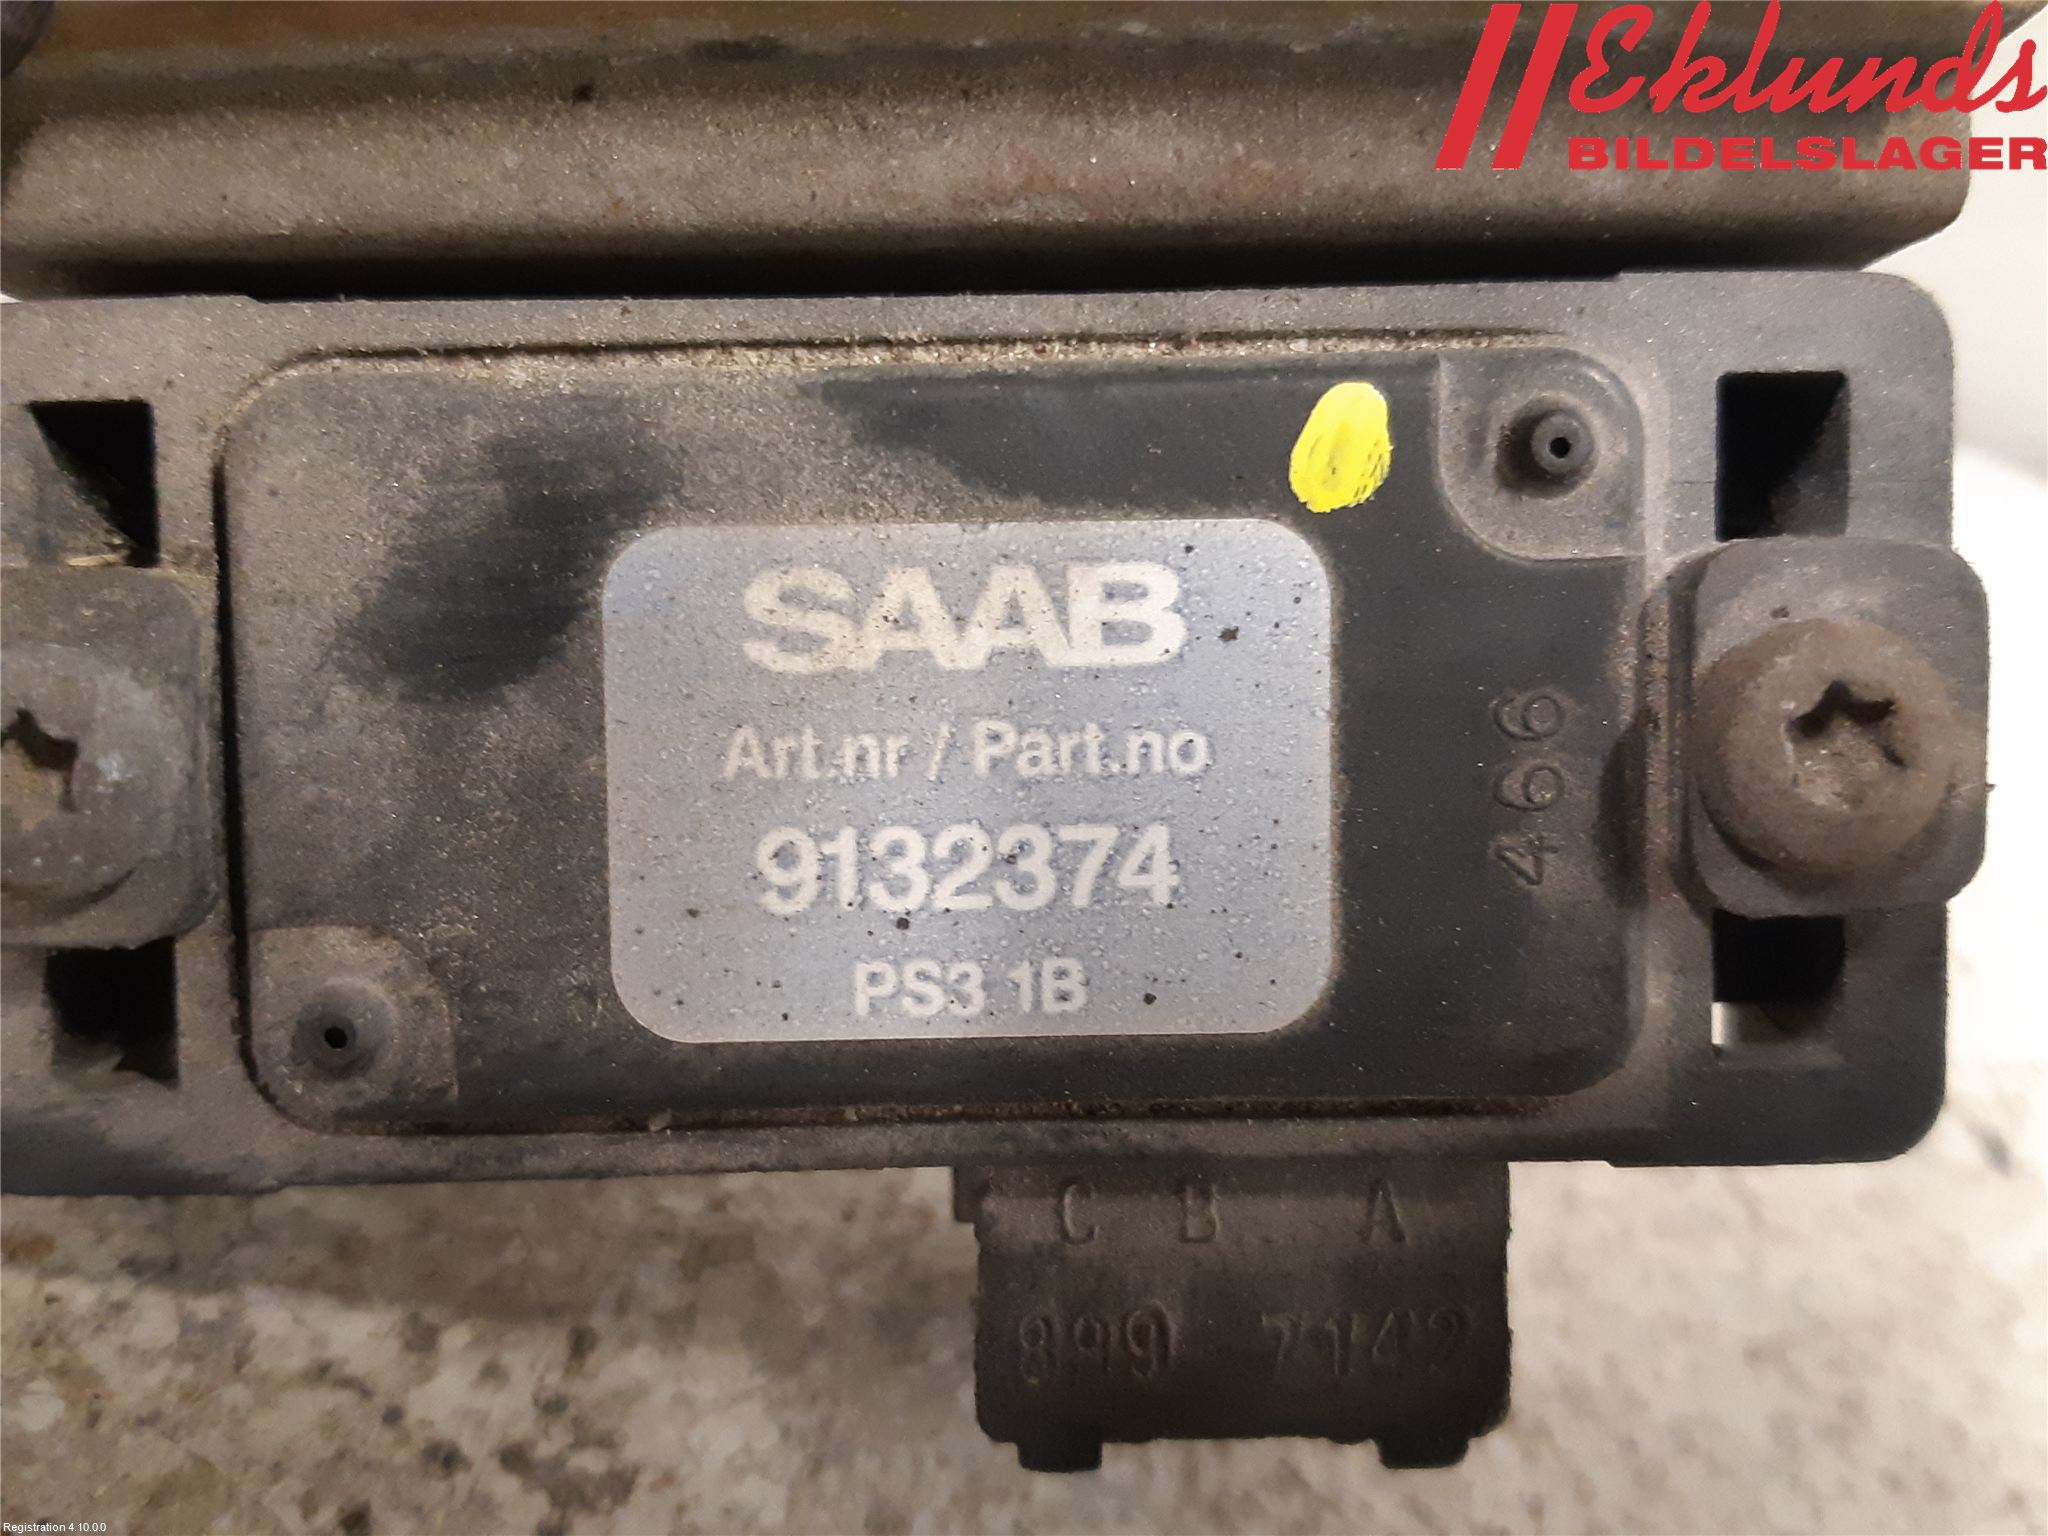 Eklunds
BILDELSLAGER
SAAB
Art.nr / Part.no
9132374
PS3 1B
466
C B A
899 7142
Registration 4.10.0.0